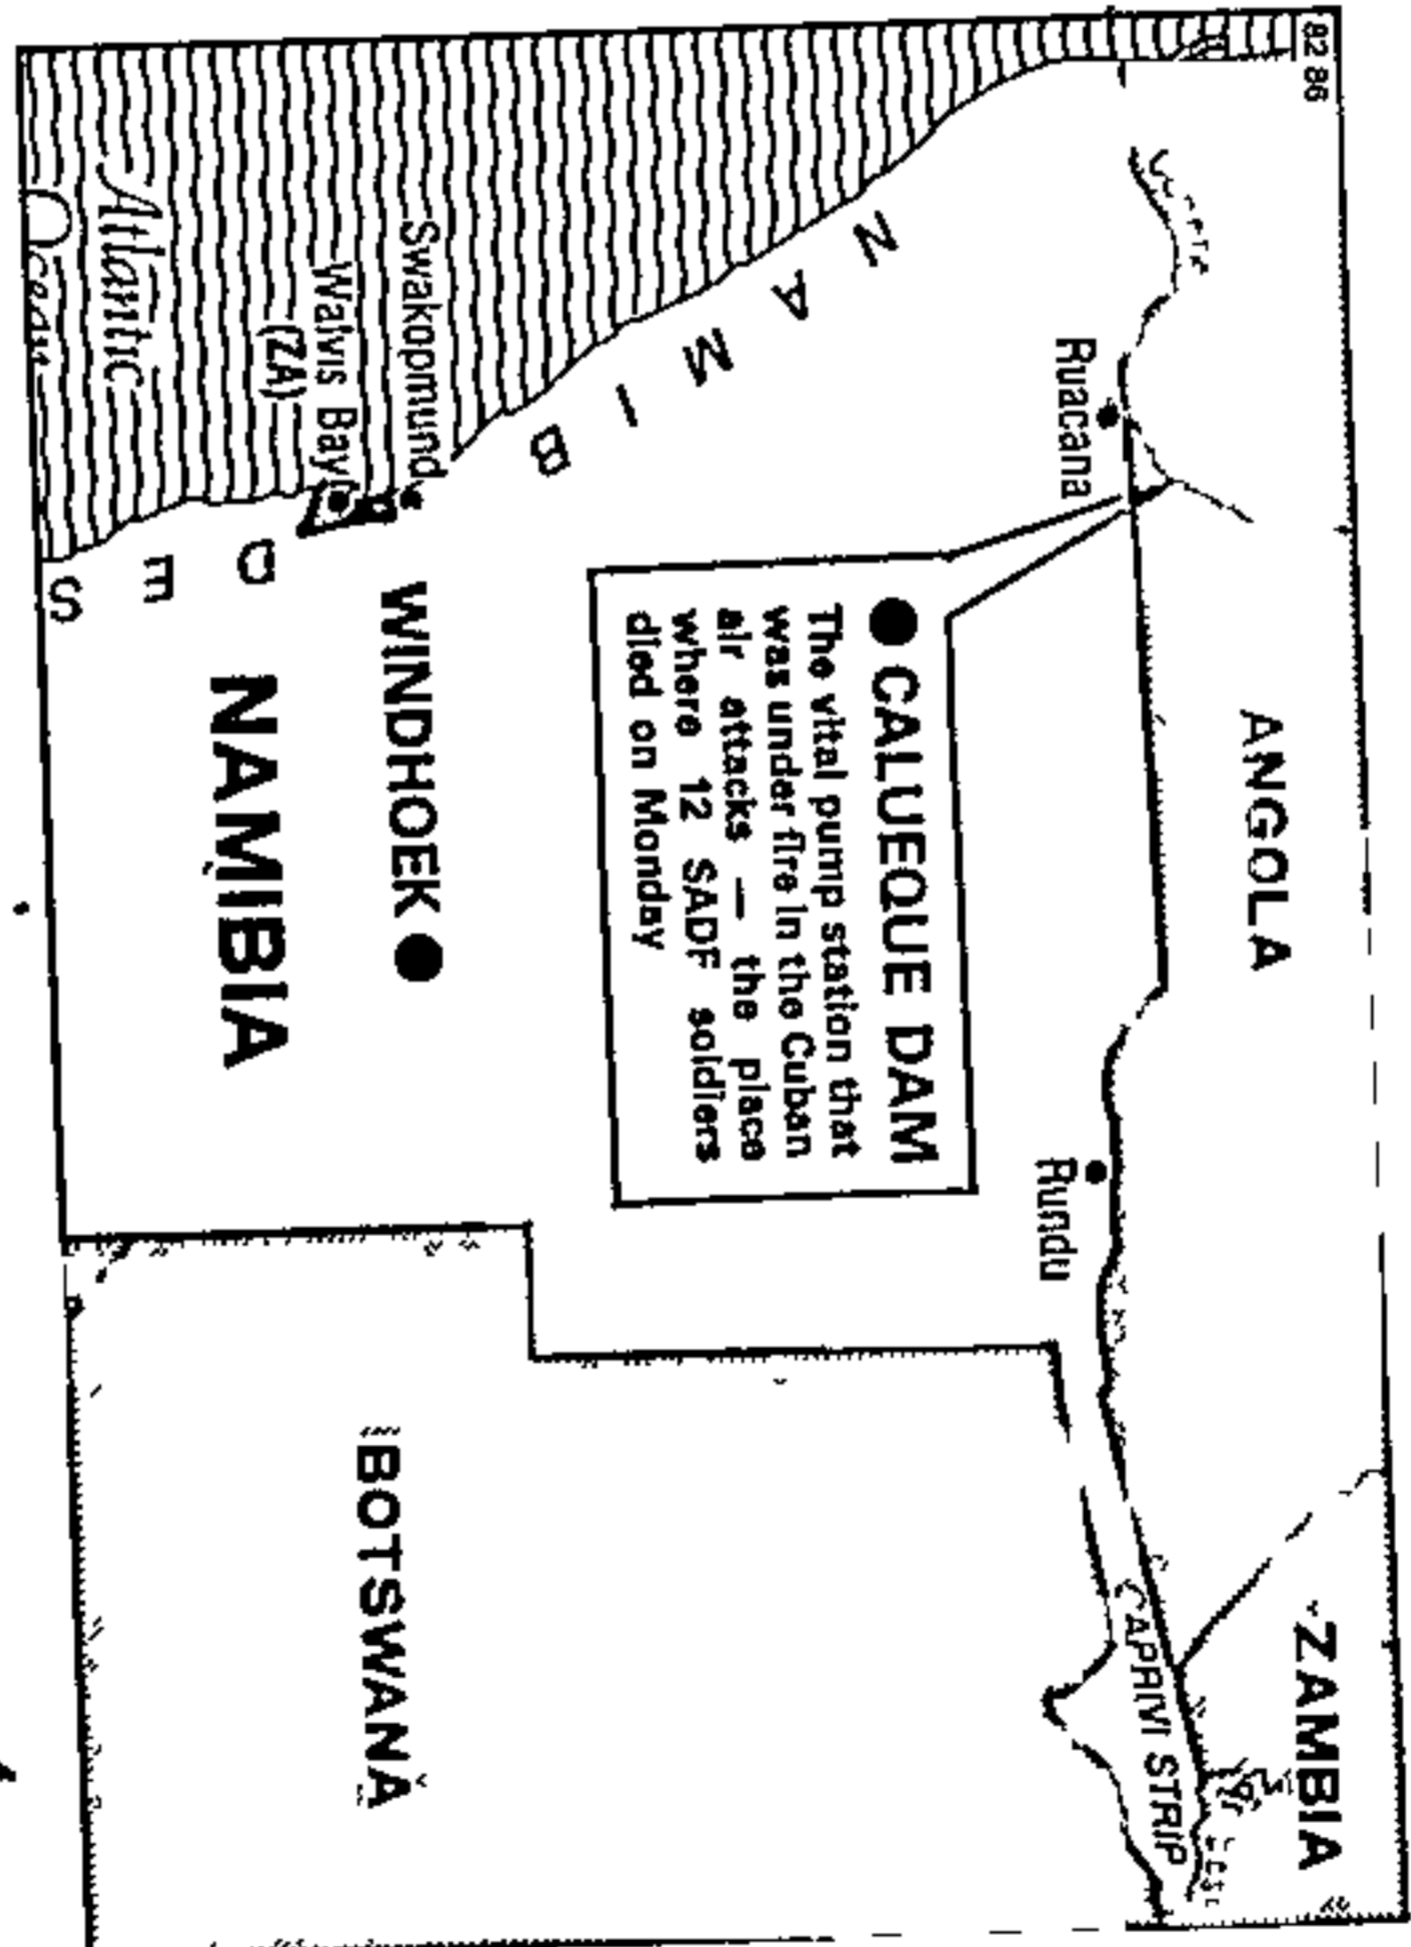 82 86
ANGOLA
ZAMBIA
Ruacana
Rundu
CAPRIVI STRIP
● CALUEQUE DAM
The vital pump station that
was under fire in the Cuban
air attacks — the place
where 12 SADF soldiers
died on Monday
N A M I B
D E S
Swakopmund
Walvis Bay
(ZA)
WINDHOEK
NAMIBIA
BOTSWANA
Atlantic
Ocean